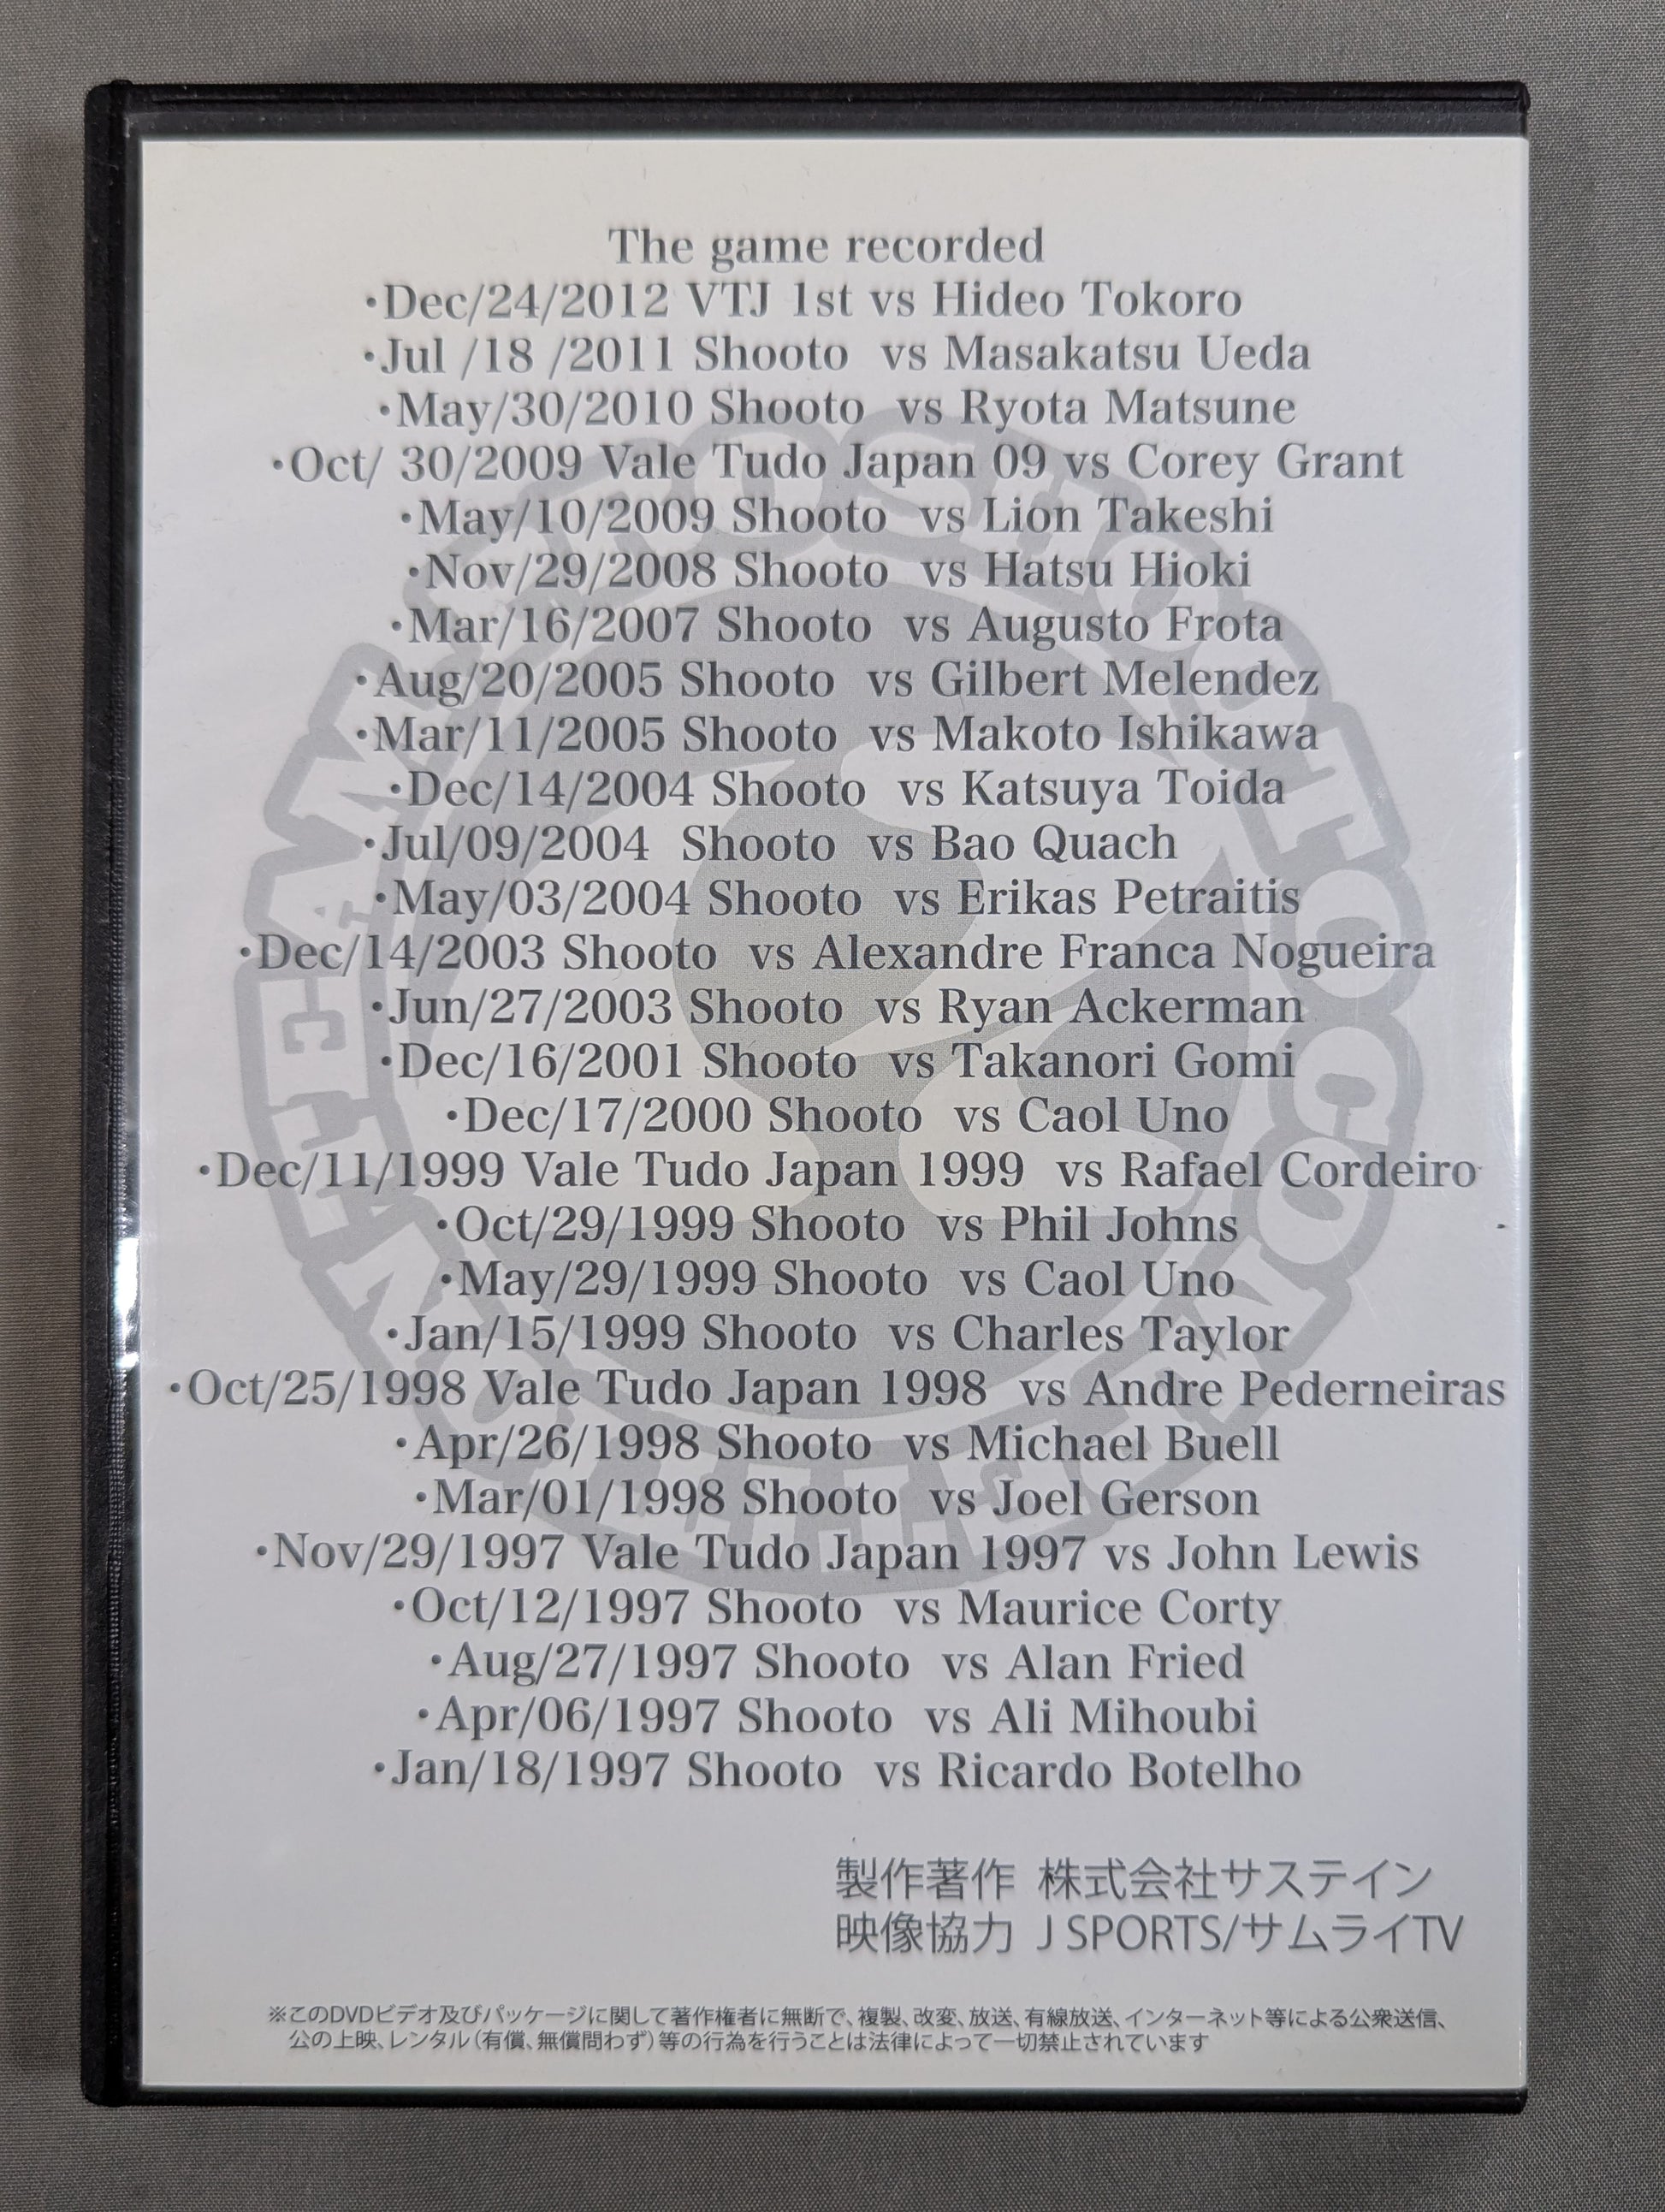 The game recorded
・Dec/24/2012 VTJ 1st vs Hideo Tokoro
・Jul /18 /2011 Shooto vs Masakatsu Ueda
・May/30/2010 Shooto vs Ryota Matsune
・Oct/ 30/2009 Vale Tudo Japan 09 vs Corey Grant
・May/10/2009 Shooto vs Lion Takeshi
・Nov/29/2008 Shooto vs Hatsu Hioki
・Mar/16/2007 Shooto vs Augusto Frota
・Aug/20/2005 Shooto vs Gilbert Melendez
・Mar/11/2005 Shooto vs Makoto Ishikawa
・Dec/14/2004 Shooto vs Katsuya Toida
・Jul/09/2004 Shooto vs Bao Quach
・May/03/2004 Shooto vs Erikas Petraitis
・Dec/14/2003 Shooto vs Alexandre Franca Nogueira
・Jun/27/2003 Shooto vs Ryan Ackerman
・Dec/16/2001 Shooto vs Takanori Gomi
・Dec/17/2000 Shooto vs Caol Uno
・Dec/11/1999 Vale Tudo Japan 1999 vs Rafael Cordeiro
・Oct/29/1999 Shooto vs Phil Johns
・May/29/1999 Shooto vs Caol Uno
・Jan/15/1999 Shooto vs Charles Taylor
・Oct/25/1998 Vale Tudo Japan 1998 vs Andre Pederneiras
・Apr/26/1998 Shooto vs Michael Buell
・Mar/01/1998 Shooto vs Joel Gerson
・Nov/29/1997 Vale Tudo Japan 1997 vs John Lewis
・Oct/12/1997 Shooto vs Maurice Corty
・Aug/27/1997 Shooto vs Alan Fried
・Apr/06/1997 Shooto vs Ali Mihoubi
・Jan/18/1997 Shooto vs Ricardo Botelho
製作著作 株式会社サステイン
映像協力 J SPORTS/サムライTV
※このDVDビデオ及びパッケージに関して著作権者に無断で、複製、改変、放送、有線放送、インターネット等による公衆送信、
公の上映、レンタル(有償、無償問わず)等の行為を行うことは法律によって一切禁止されています